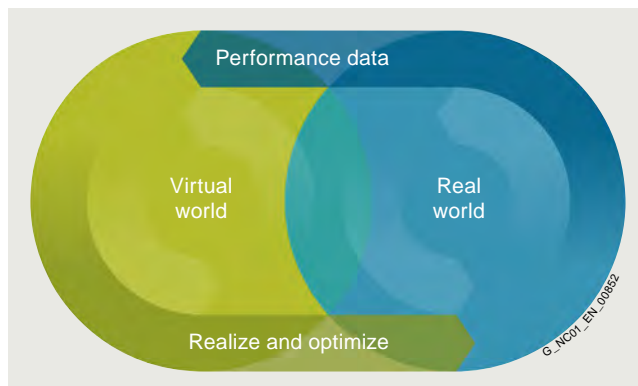 Performance data
Virtual
world
Real
world
Realize and optimize
G_NC01_EN_00852